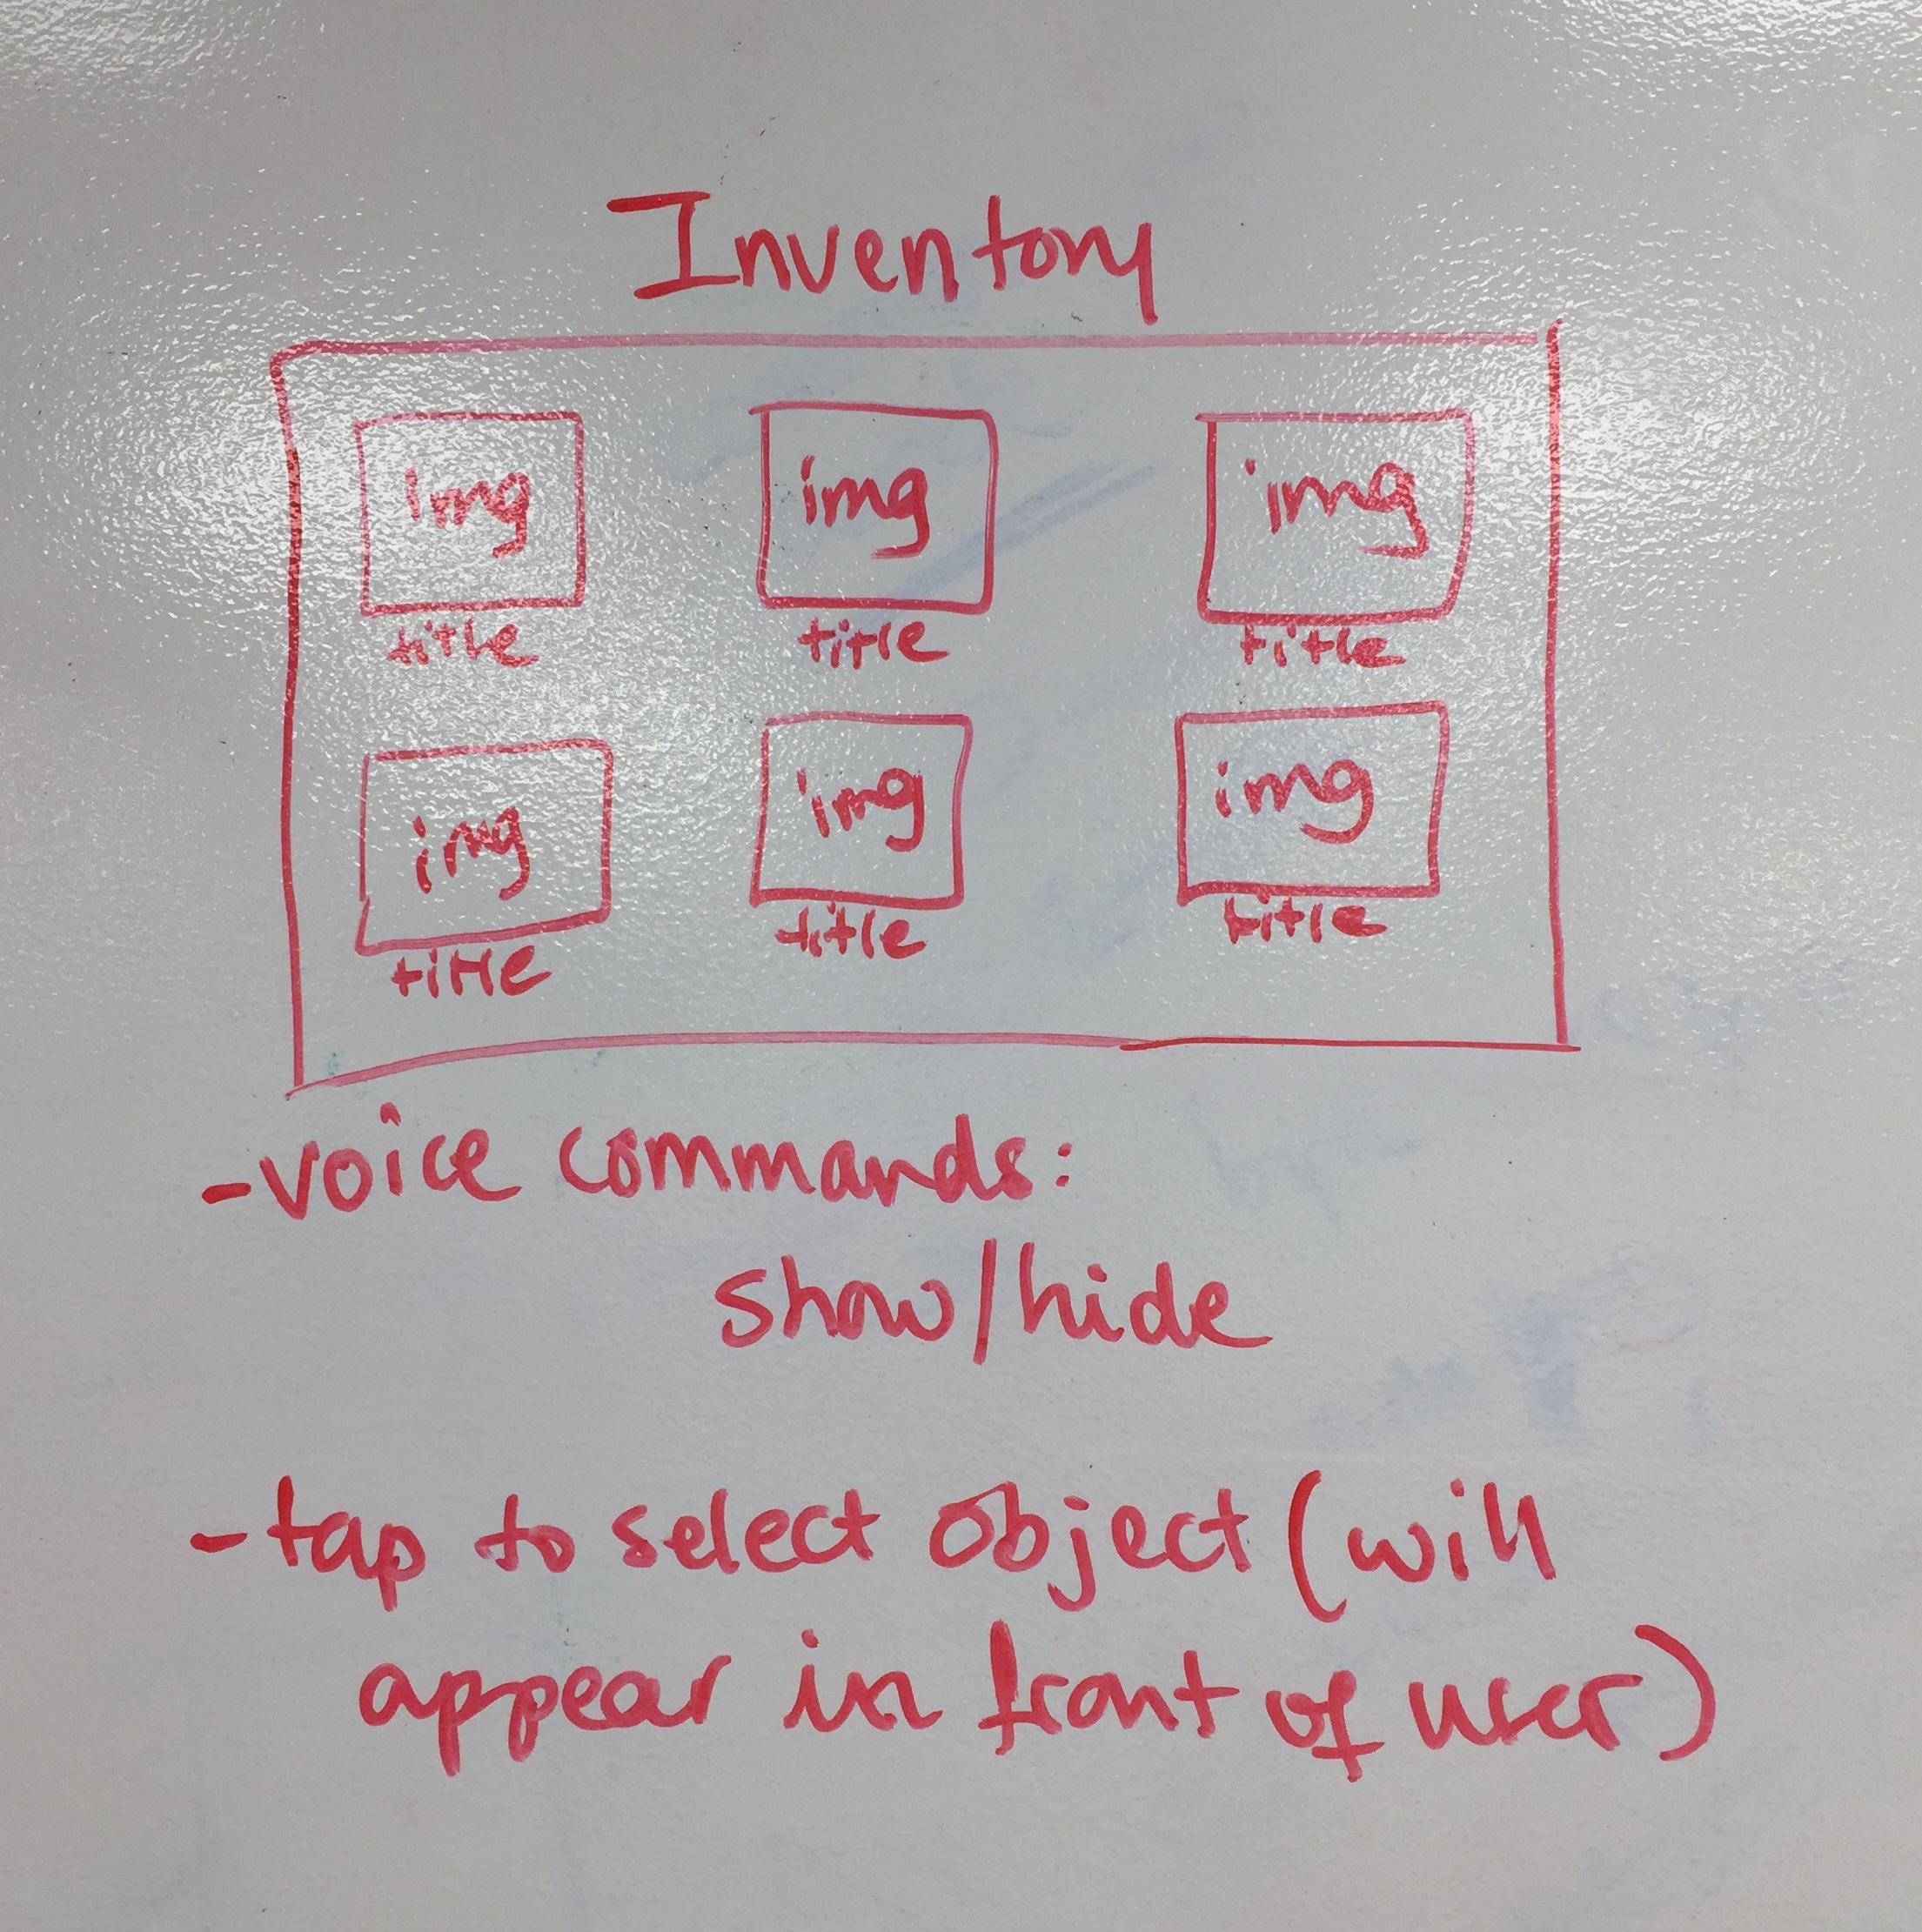 Inventory
img img img
title title title
img img img
title title title
-voice commands:
show/hide
-tap to select object (will
appear in front of user)